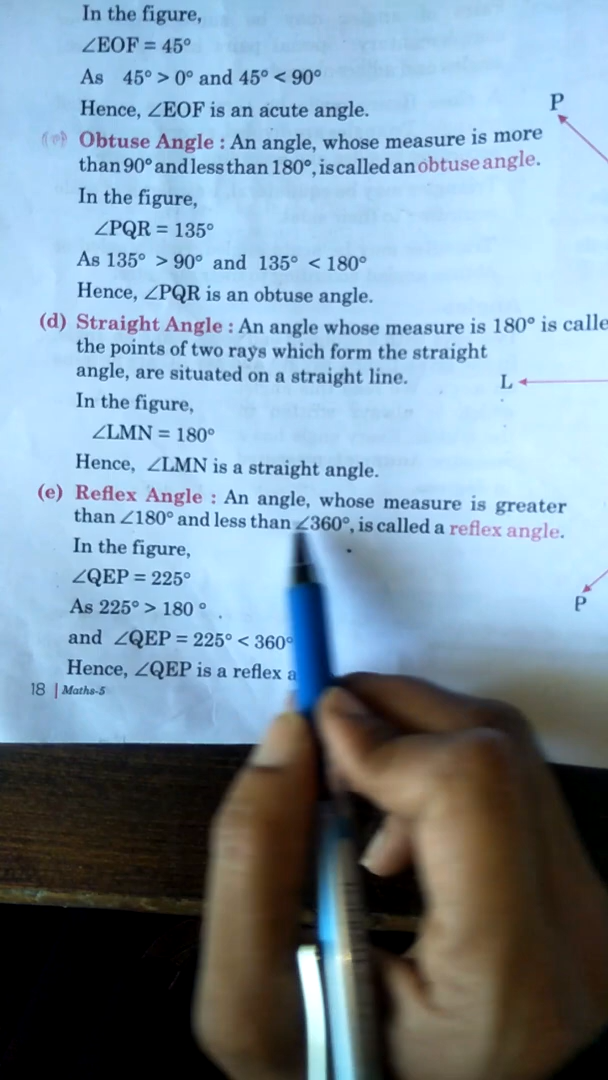 In the figure,
∠EOF = 45°
As 45° > 0° and 45° < 90°
Hence, ∠EOF is an acute angle.
P
Obtuse Angle : An angle, whose measure is more
than 90° and less than 180°, is called an obtuse angle.
In the figure,
∠PQR = 135°
As 135° > 90° and 135° < 180°
Hence, ∠PQR is an obtuse angle.
(d) Straight Angle : An angle whose measure is 180° is calle
the points of two rays which form the straight
angle, are situated on a straight line.
L
In the figure,
∠LMN = 180°
Hence, ∠LMN is a straight angle.
(e) Reflex Angle : An angle, whose measure is greater
than ∠180° and less than ∠360°, is called a reflex angle.
In the figure,
∠QEP = 225°
P
As 225° > 180 °
and ∠QEP = 225° < 360°
Hence, ∠QEP is a reflex a
18 | Maths-5